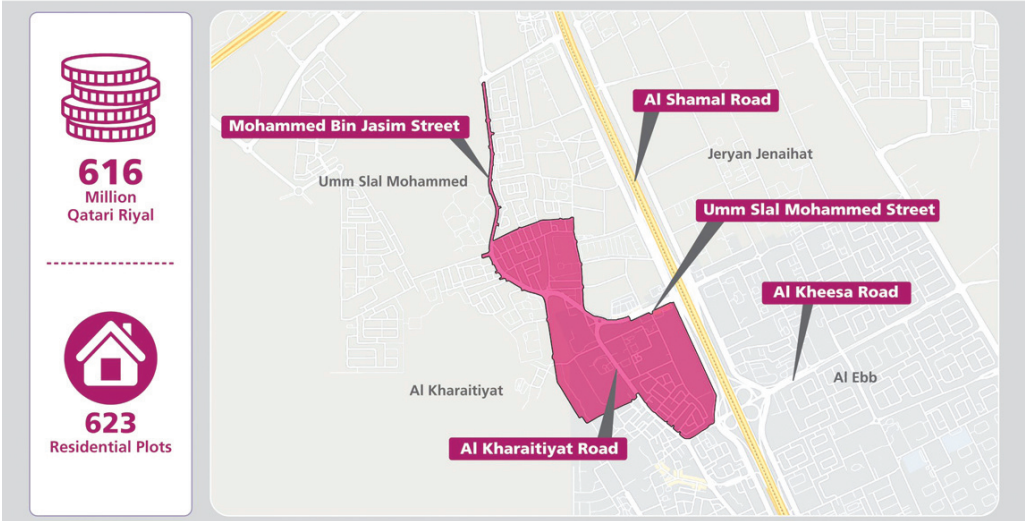 616
Million
Qatari Riyal
623
Residential Plots
Al Shamal Road
Mohammed Bin Jasim Street
Jeryan Jenaihat
Umm Slal Mohammed
Umm Slal Mohammed Street
Al Kheesa Road
Al Ebb
Al Kharaitiyat
Al Kharaitiyat Road